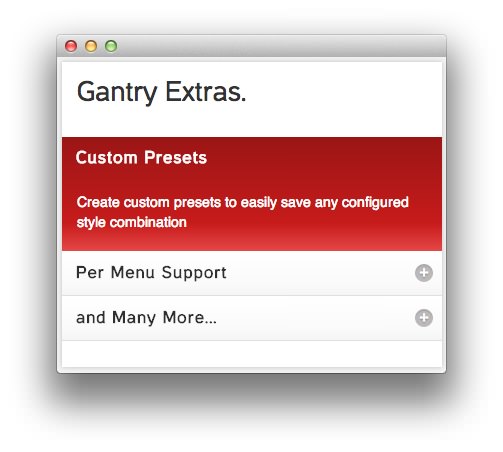 Gantry Extras.
Custom Presets
Create custom presets to easily save any configured
style combination
Per Menu Support
and Many More...